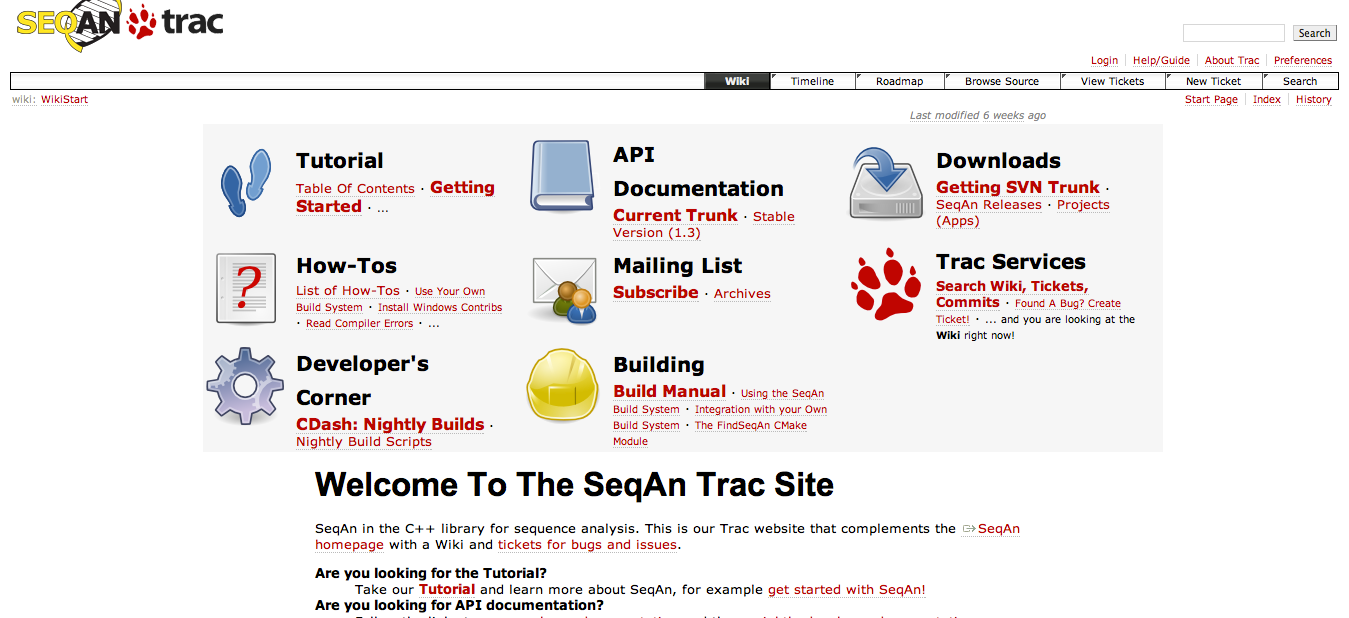 SEQAN trac
Search
Login Help/Guide About Trac Preferences
Wiki Timeline Roadmap Browse Source View Tickets New Ticket Search
wiki: WikiStart
Start Page Index History
Last modified 6 weeks ago
Tutorial
Table Of Contents · Getting
Started · ...
API
Documentation
Current Trunk · Stable
Version (1.3)
Downloads
Getting SVN Trunk ·
SeqAn Releases · Projects
(Apps)
How-Tos
List of How-Tos · Use Your Own
Build System · Install Windows Contribs
· Read Compiler Errors · ...
Mailing List
Subscribe · Archives
Trac Services
Search Wiki, Tickets,
Commits · Found A Bug? Create
Ticket! · ... and you are looking at the
Wiki right now!
Developer's
Corner
CDash: Nightly Builds ·
Nightly Build Scripts
Building
Build Manual · Using the SeqAn
Build System · Integration with your Own
Build System · The FindSeqAn CMake
Module
Welcome To The SeqAn Trac Site
SeqAn in the C++ library for sequence analysis. This is our Trac website that complements the SeqAn
homepage with a Wiki and tickets for bugs and issues.
Are you looking for the Tutorial?
Take our Tutorial and learn more about SeqAn, for example get started with SeqAn!
Are you looking for API documentation?